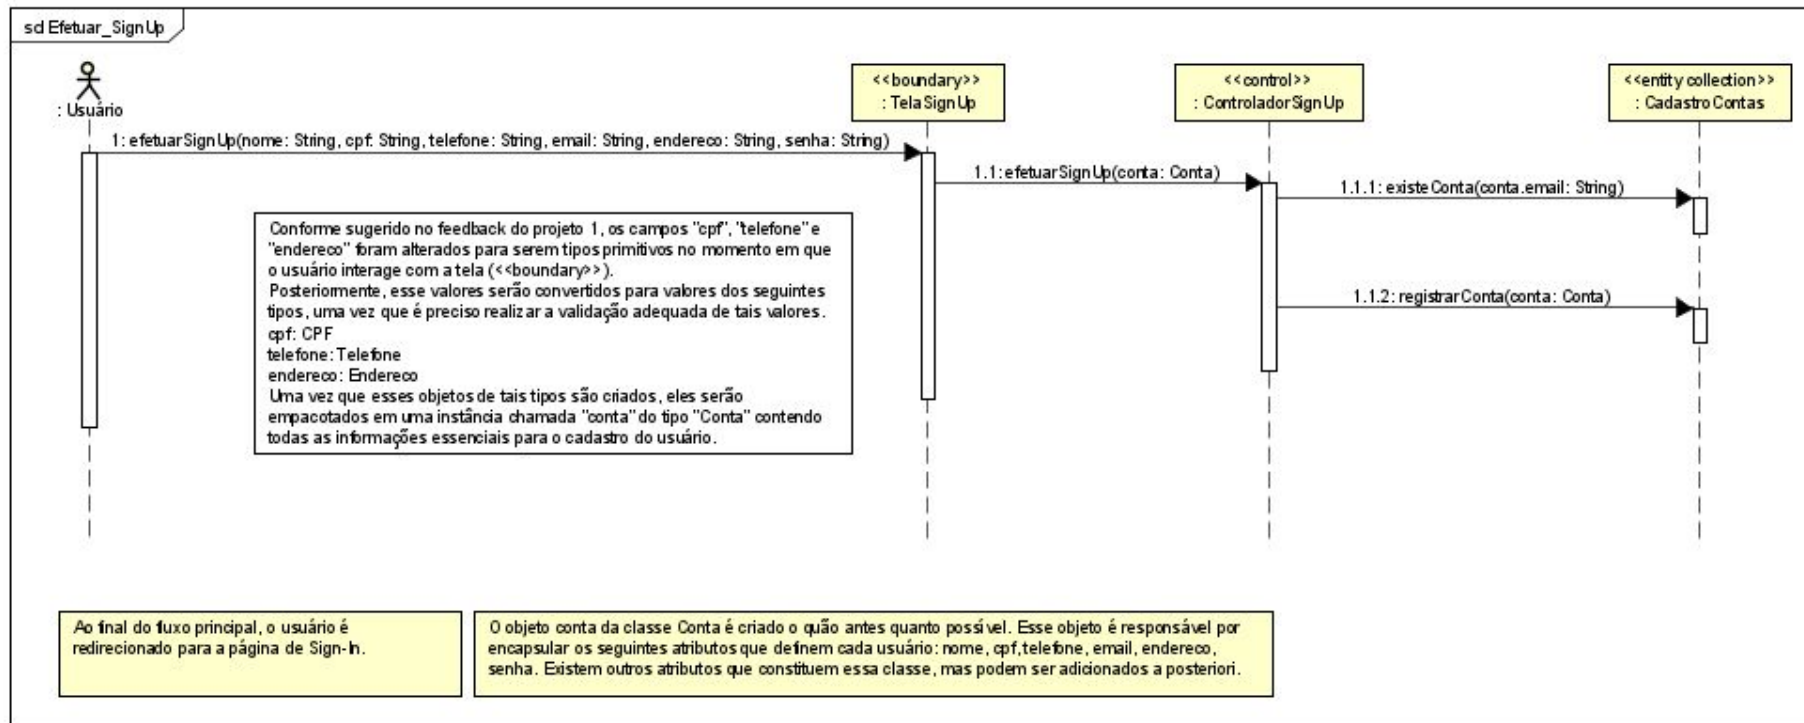 sd Efetuar_SignUp
: Usuário
<<boundary>>
: TelaSignUp
<<control>>
: ControladorSignUp
<<entity collection>>
: CadastroContas
1: efetuarSignUp(nome: String, cpf: String, telefone: String, email: String, endereco: String, senha: String)
1.1: efetuarSignUp(conta: Conta)
1.1.1: existeConta(conta.email: String)
1.1.2: registrarConta(conta: Conta)
Conforme sugerido no feedback do projeto 1, os campos "cpf", "telefone" e
"endereco" foram alterados para serem tipos primitivos no momento em que
o usuário interage com a tela (<<boundary>>).
Posteriormente, esse valores serão convertidos para valores dos seguintes
tipos, uma vez que é preciso realizar a validação adequada de tais valores.
cpf: CPF
telefone: Telefone
endereco: Endereco
Uma vez que esses objetos de tais tipos são criados, eles serão
empacotados em uma instância chamada "conta" do tipo "Conta" contendo
todas as informações essenciais para o cadastro do usuário.
Ao final do fluxo principal, o usuário é
redirecionado para a página de Sign-In.
O objeto conta da classe Conta é criado o quão antes quanto possível. Esse objeto é responsável por
encapsular os seguintes atributos que definem cada usuário: nome, cpf,telefone, email, endereco,
senha. Existem outros atributos que constituem essa classe, mas podem ser adicionados a posteriori.